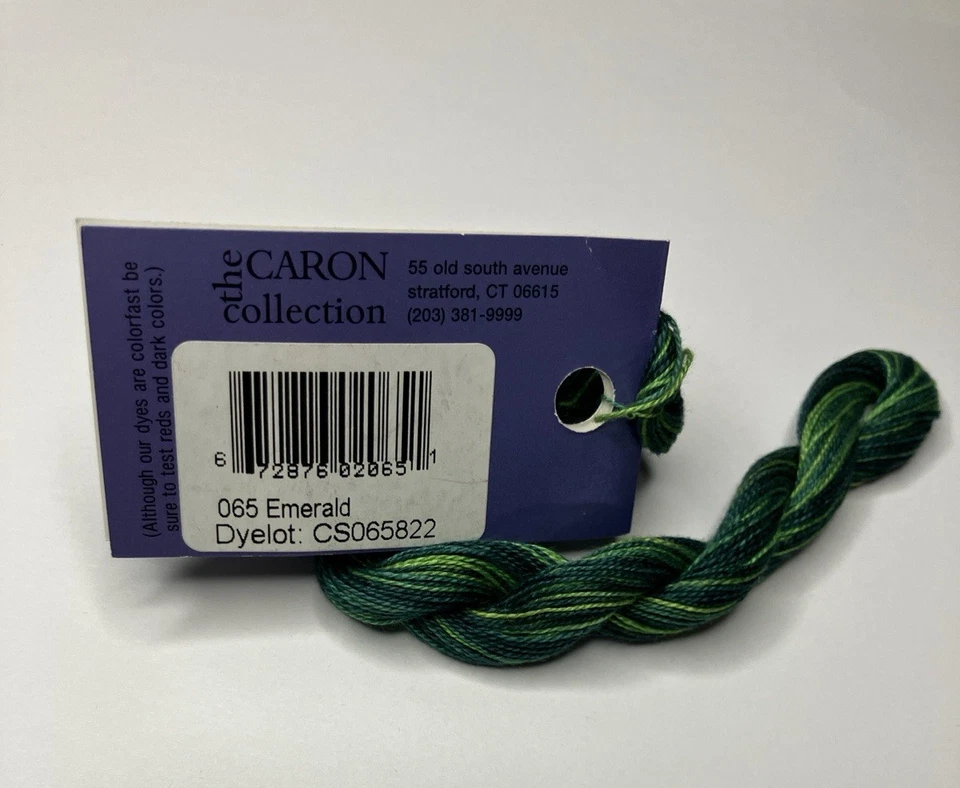 (Although our dyes are colorfast be
sure to test reds and dark colors.)
the CARON
collection
55 old south avenue
stratford, CT 06615
(203) 381-9999
6 72876 02065 1
065 Emerald
Dyelot: CS065822